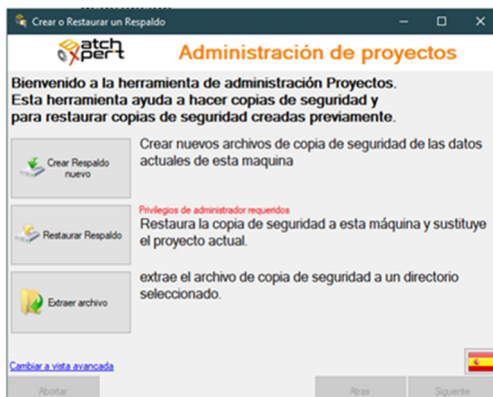 Crear o Restaurar un Respaldo
Batch
Xpert
Administración de proyectos
Bienvenido a la herramienta de administración Proyectos.
Esta herramienta ayuda a hacer copias de seguridad y
para restaurar copias de seguridad creadas previamente.
Crear Respaldo
nuevo
Crear nuevos archivos de copia de seguridad de las datos
actuales de esta maquina
Privilegios de administrador requeridos
Restaurar Respaldo
Restaura la copia de seguridad a esta máquina y sustituye
el proyecto actual.
Extraer archivo
extrae el archivo de copia de seguridad a un directorio
seleccionado.
Cambiar a vista avancada
Abortar
Atras
Siguente